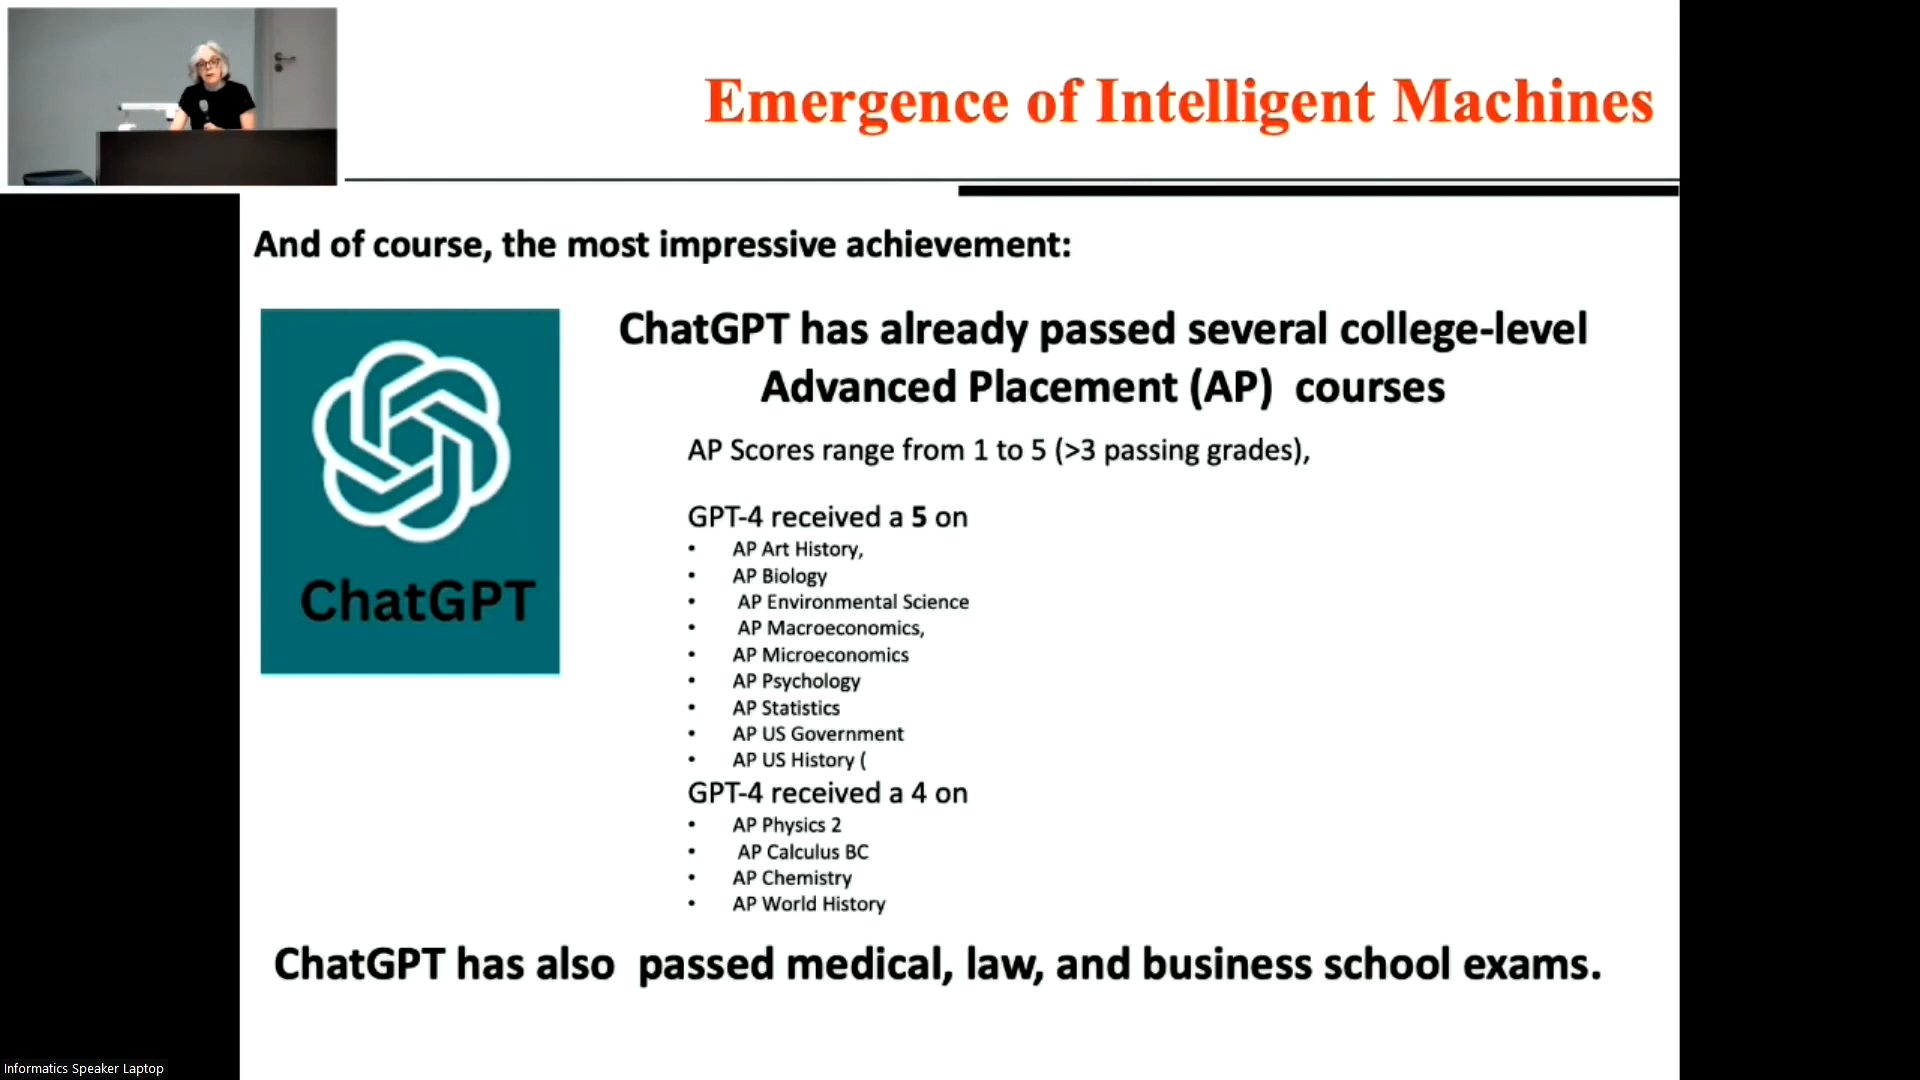 Emergence of Intelligent Machines
And of course, the most impressive achievement:
ChatGPT
ChatGPT has already passed several college-level
Advanced Placement (AP) courses
AP Scores range from 1 to 5 (>3 passing grades),
GPT-4 received a 5 on
• AP Art History,
• AP Biology
• AP Environmental Science
• AP Macroeconomics,
• AP Microeconomics
• AP Psychology
• AP Statistics
• AP US Government
• AP US History (
GPT-4 received a 4 on
• AP Physics 2
• AP Calculus BC
• AP Chemistry
• AP World History
ChatGPT has also passed medical, law, and business school exams.
Informatics Speaker Laptop